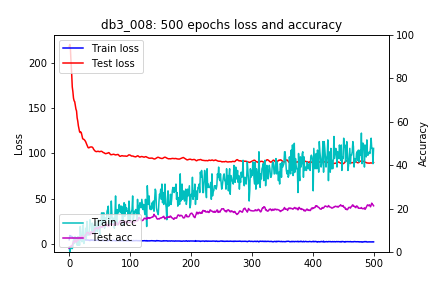 db3_008: 500 epochs loss and accuracy
Train loss
Test loss
Train acc
Test acc
Loss
Accuracy
200
150
100
50
0
100
80
60
40
20
0
0 100 200 300 400 500